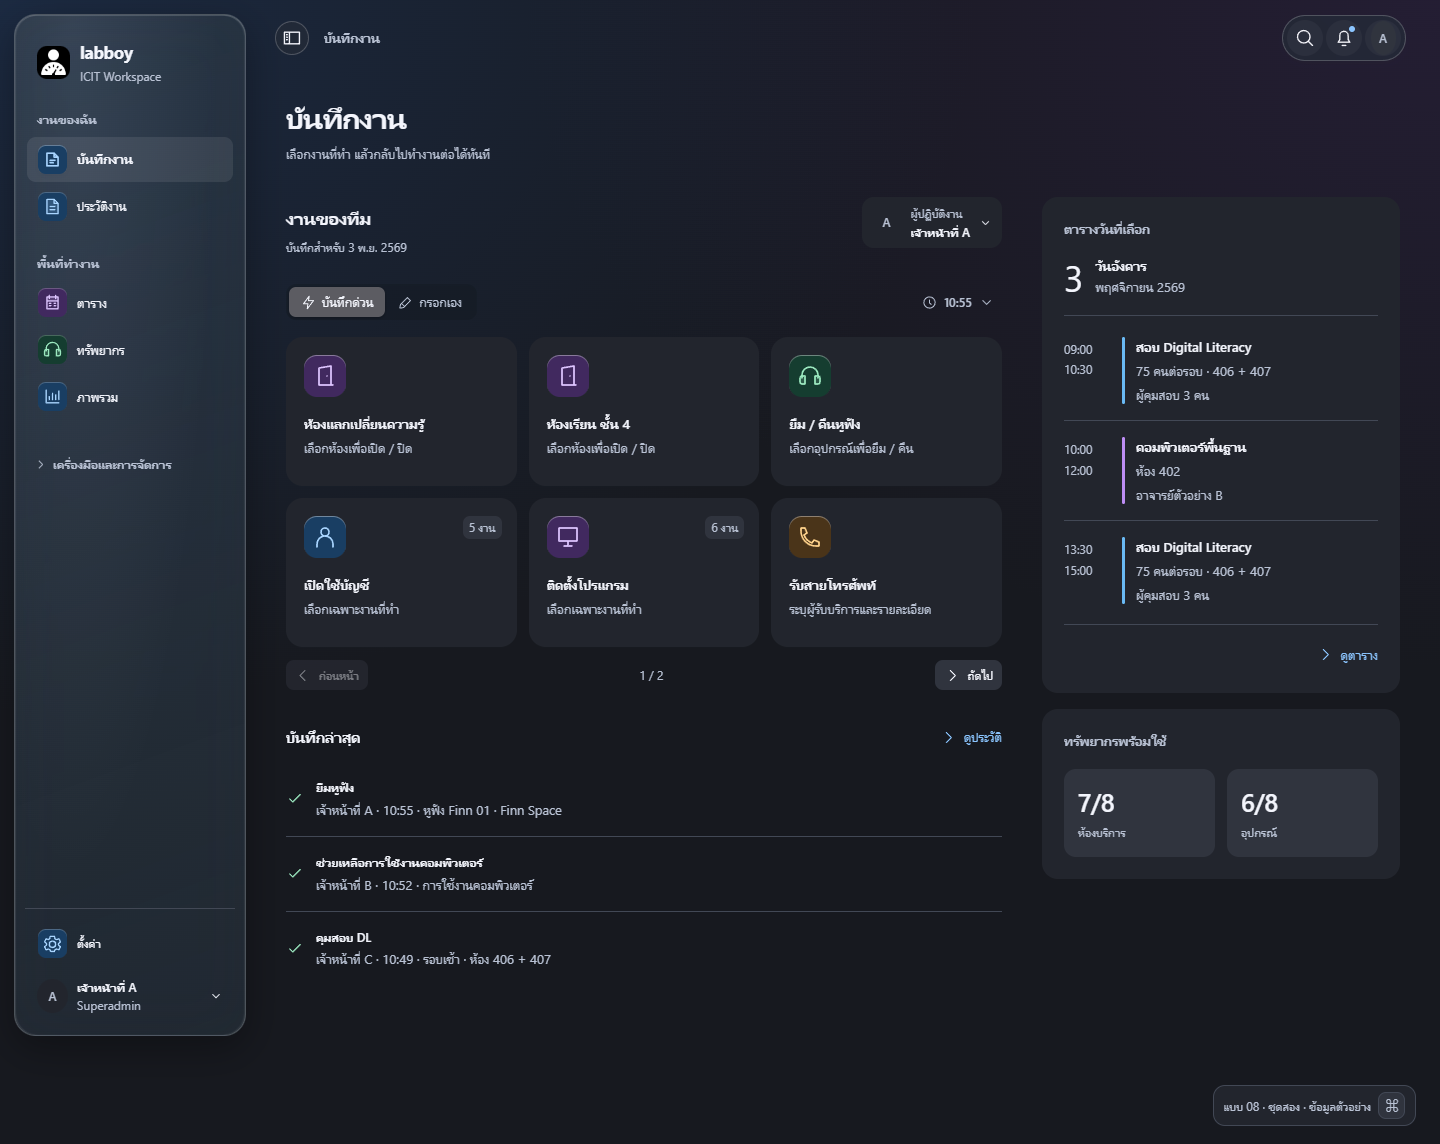 labboy
ICIT Workspace
งานของฉัน
บันทึกงาน
ประวัติงาน
พื้นที่ทำงาน
ตาราง
ทรัพยากร
ภาพรวม
เครื่องมือและการจัดการ
ตั้งค่า
A
เจ้าหน้าที่ A
Superadmin
บันทึกงาน
A
บันทึกงาน
เลือกงานที่ทำ แล้วกลับไปทำงานต่อได้ทันที
งานของทีม
บันทึกสำหรับ 3 พ.ย. 2569
A
ผู้ปฏิบัติงาน
เจ้าหน้าที่ A
บันทึกด่วน
กรอกเอง
10:55
ห้องแลกเปลี่ยนความรู้
เลือกห้องเพื่อเปิด / ปิด
ห้องเรียน ชั้น 4
เลือกห้องเพื่อเปิด / ปิด
ยืม / คืนหูฟัง
เลือกอุปกรณ์เพื่อยืม / คืน
5 งาน
เปิดใช้บัญชี
เลือกเฉพาะงานที่ทำ
6 งาน
ติดตั้งโปรแกรม
เลือกเฉพาะงานที่ทำ
รับสายโทรศัพท์
ระบุผู้รับบริการและรายละเอียด
ก่อนหน้า
1 / 2
ถัดไป
บันทึกล่าสุด
ดูประวัติ
ยืมหูฟัง
เจ้าหน้าที่ A · 10:55 · หูฟัง Finn 01 · Finn Space
ช่วยเหลือการใช้งานคอมพิวเตอร์
เจ้าหน้าที่ B · 10:52 · การใช้งานคอมพิวเตอร์
คุมสอบ DL
เจ้าหน้าที่ C · 10:49 · รอบเช้า · ห้อง 406 + 407
ตารางวันที่เลือก
3
วันอังคาร
พฤศจิกายน 2569
09:00
10:30
สอบ Digital Literacy
75 คนต่อรอบ · 406 + 407
ผู้คุมสอบ 3 คน
10:00
12:00
คอมพิวเตอร์พื้นฐาน
ห้อง 402
อาจารย์ตัวอย่าง B
13:30
15:00
สอบ Digital Literacy
75 คนต่อรอบ · 406 + 407
ผู้คุมสอบ 3 คน
ดูตาราง
ทรัพยากรพร้อมใช้
7/8
ห้องบริการ
6/8
อุปกรณ์
แบบ 08 · ชุดสอง · ข้อมูลตัวอย่าง ⌘